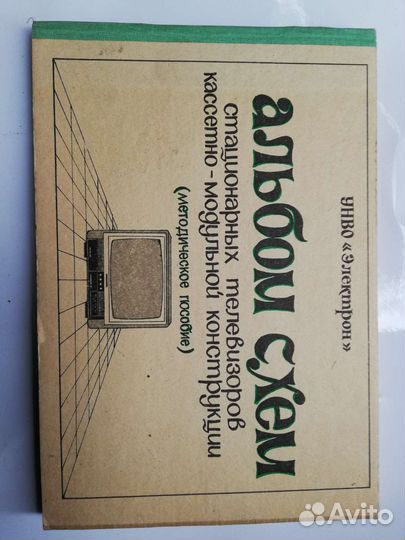 УНВО «Электрон»
альбом схем
стационарных телевизоров
кассетно-модульной конструкции
(методическое пособие)
Avito